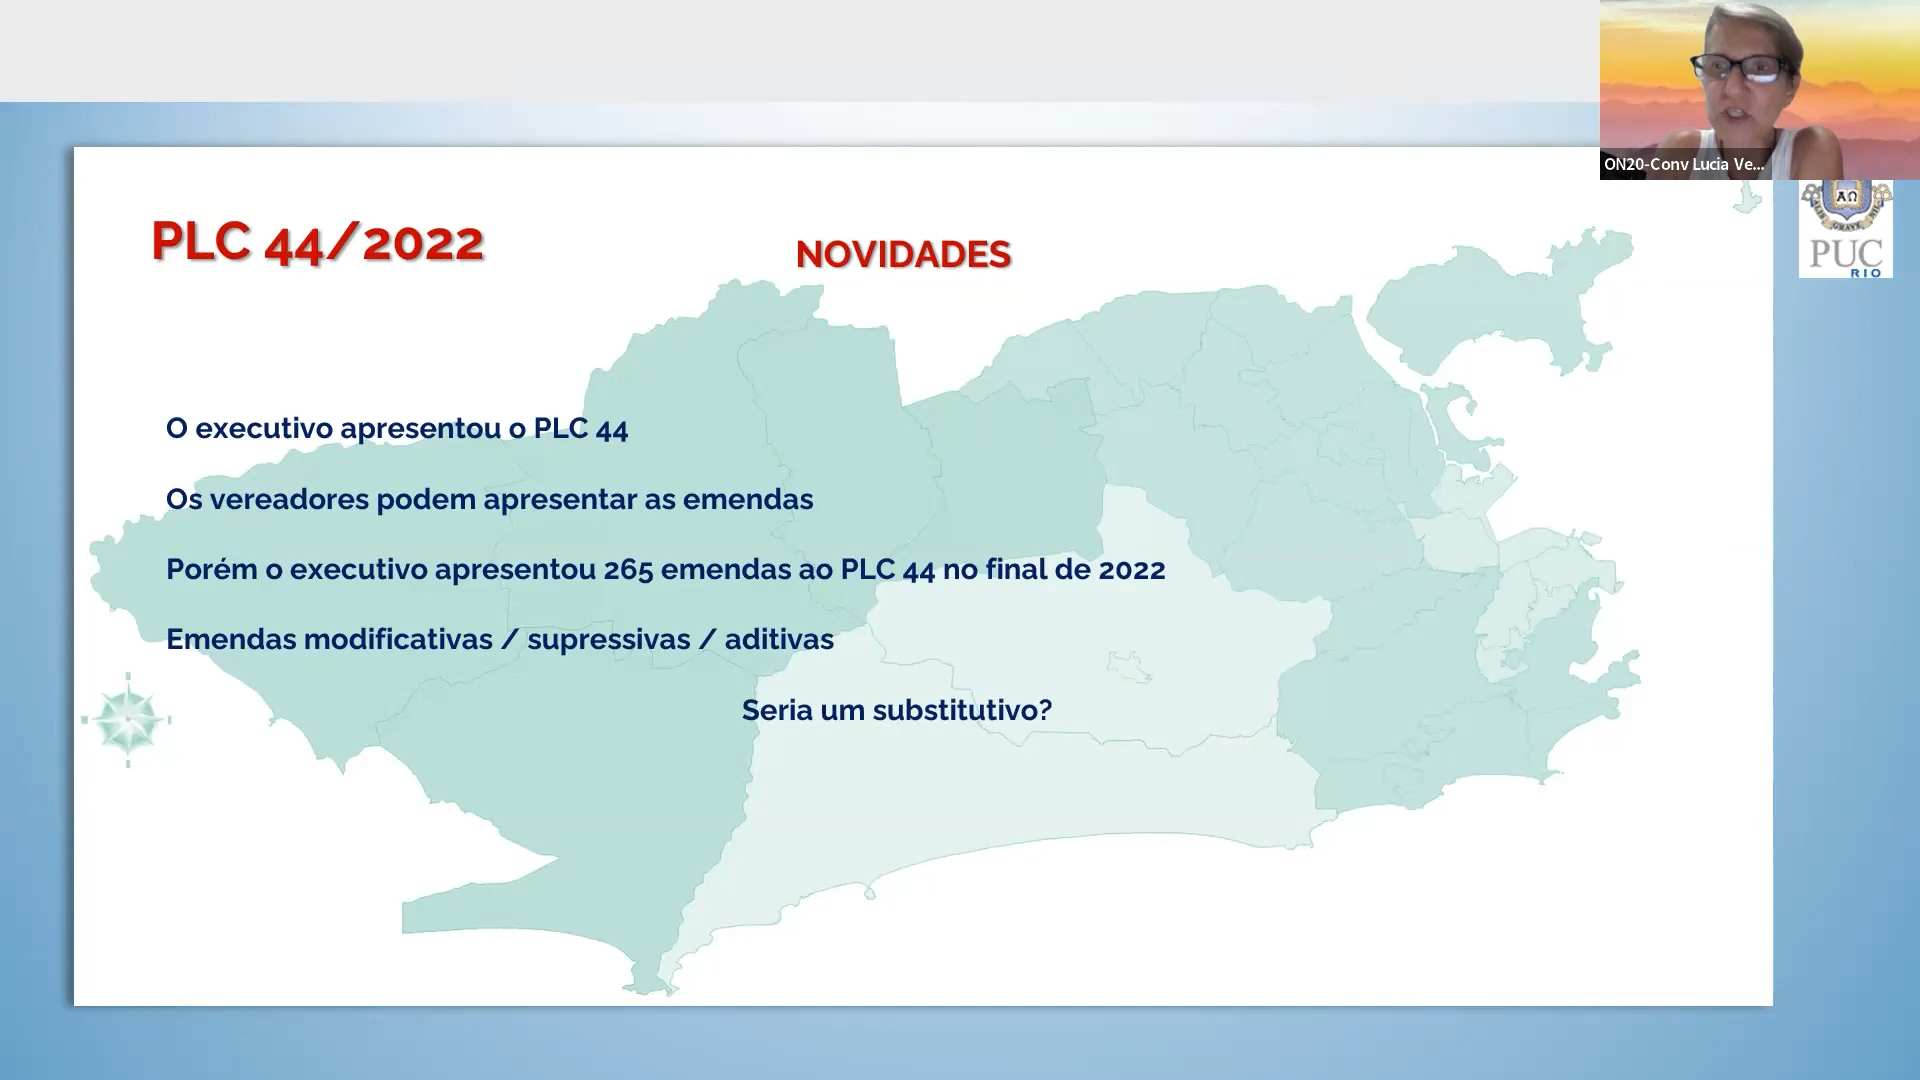 ON20-Conv Lucia Ve...
ΑΩ
PUC
RIO
PLC 44/2022
NOVIDADES
O executivo apresentou o PLC 44
Os vereadores podem apresentar as emendas
Porém o executivo apresentou 265 emendas ao PLC 44 no final de 2022
Emendas modificativas / supressivas / aditivas
Seria um substitutivo?